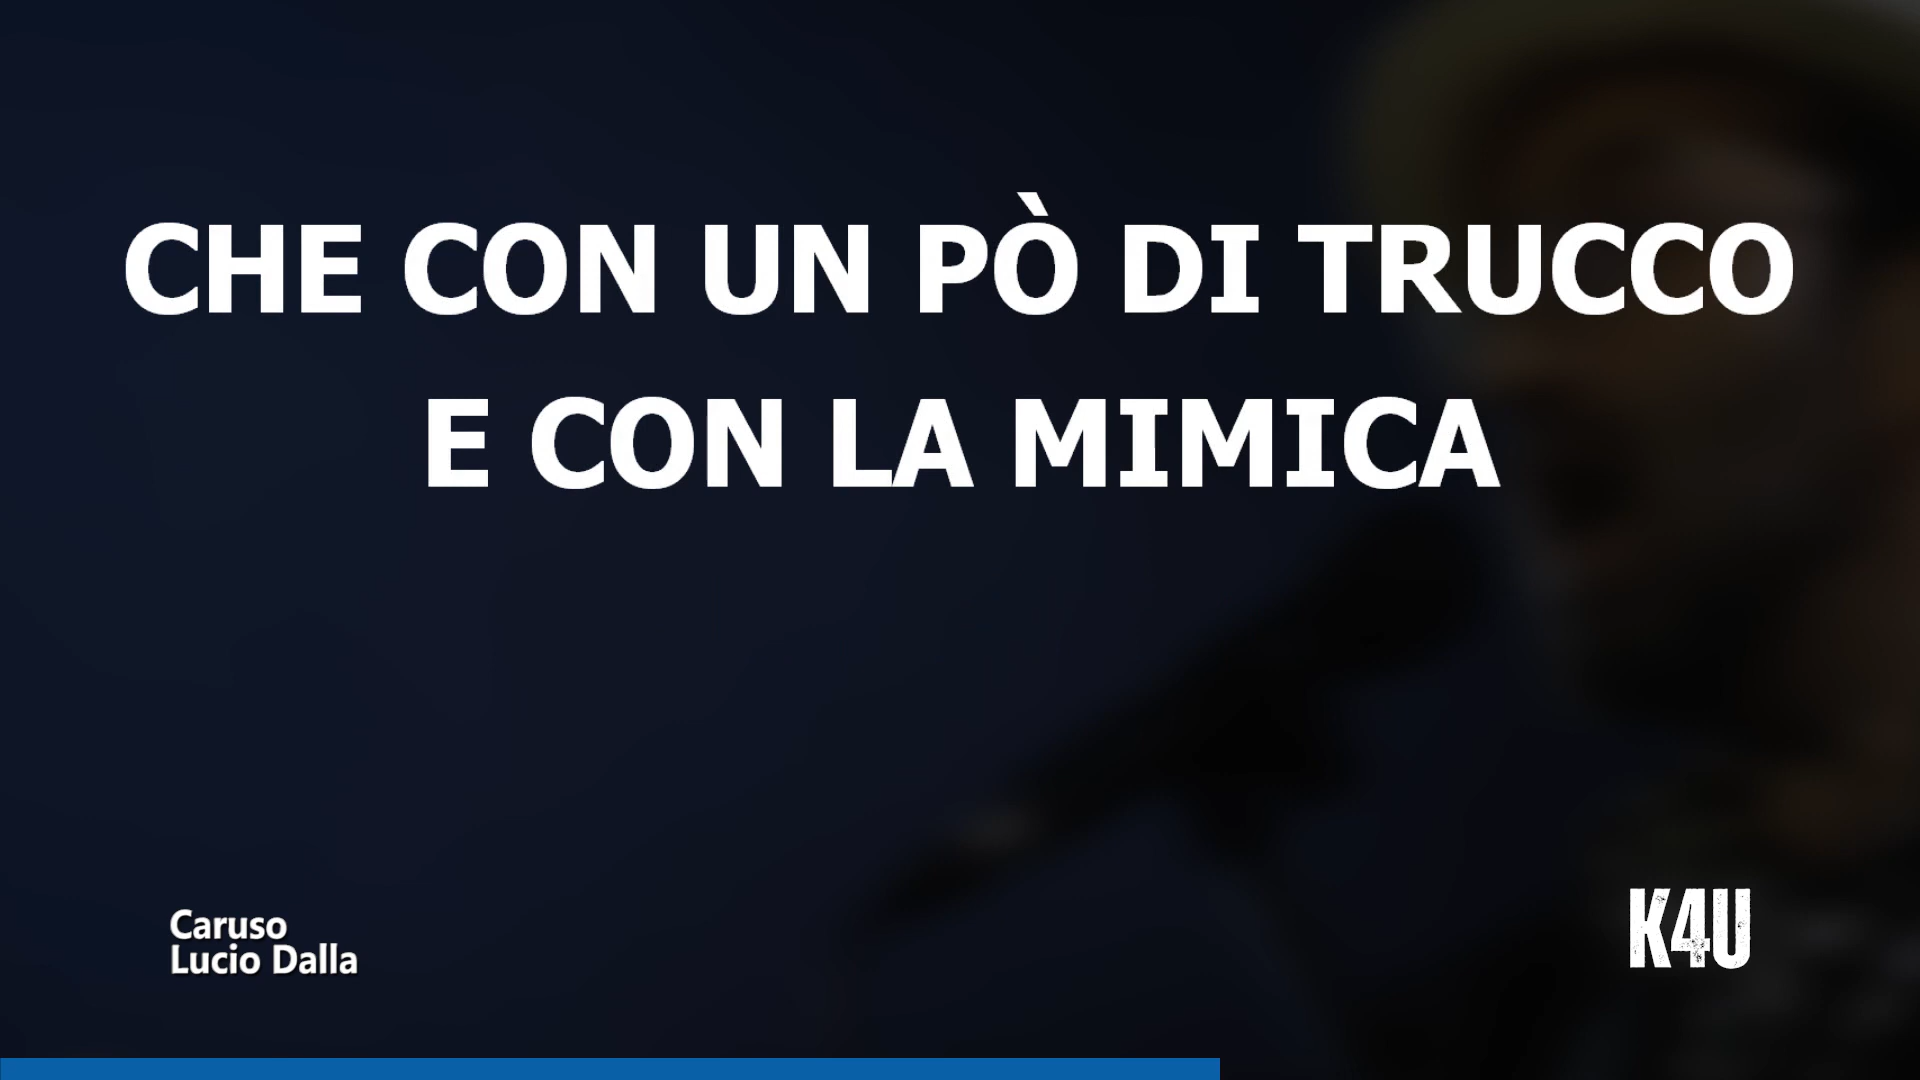 CHE CON UN PÒ DI TRUCCO
E CON LA MIMICA
Caruso
Lucio Dalla
K4U